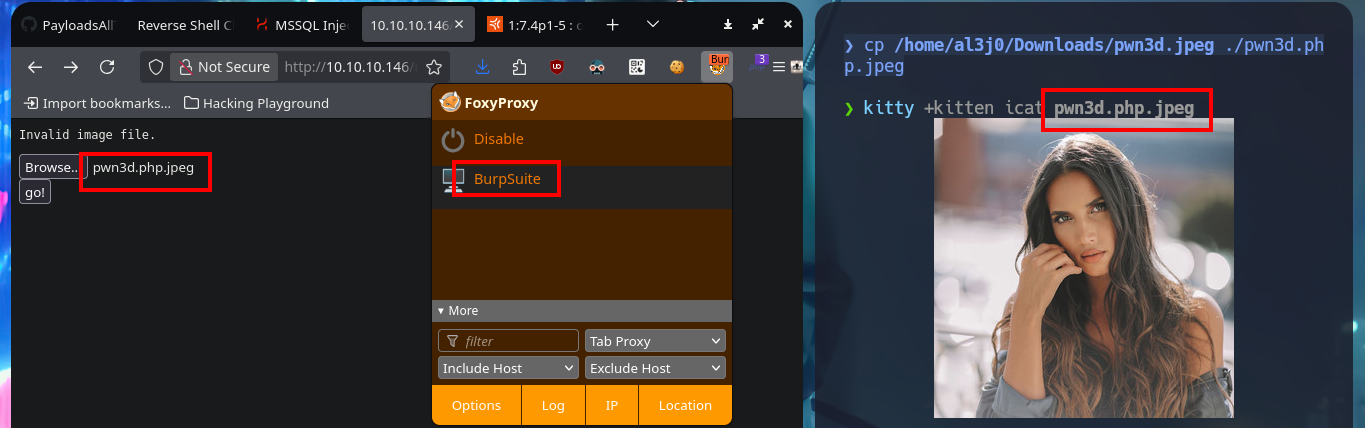 PayloadsAll
Reverse Shell C
MSSQL Inje
10.10.10.146/
1:7.4p1-5 : o
Not Secure
http://10.10.10.146/
3
Import bookmarks...
Hacking Playground
Invalid image file.
Browse...
pwn3d.php.jpeg
go!
Bur
FoxyProxy
Disable
BurpSuite
More
filter
Tab Proxy
Include Host
Exclude Host
Options
Log
IP
Location
❯ cp /home/al3j0/Downloads/pwn3d.jpeg ./pwn3d.ph
p.jpeg
❯ kitty +kitten icat pwn3d.php.jpeg